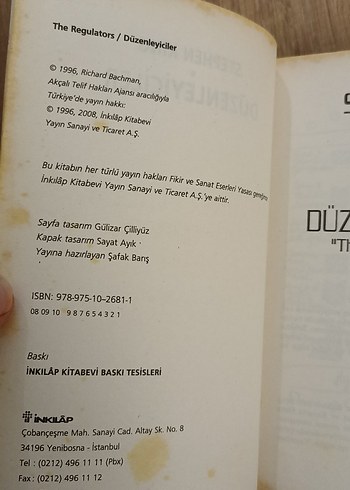 The Regulators / Düzenleyiciler
© 1996, Richard Bachman,
Akçalı Telif Hakları Ajansı aracılığıyla
Türkiye'de yayın hakkı:
© 1996, 2008, İnkılâp Kitabevi
Yayın Sanayi ve Ticaret A.Ş.
Bu kitabın her türlü yayın hakları Fikir ve Sanat Eserleri Yasası gereğince
İnkılâp Kitabevi Yayın Sanayi ve Ticaret A.Ş.'ye aittir.
Sayfa tasarım Gülizar Çilliyüz
Kapak tasarım Sayat Ayık
Yayına hazırlayan Şafak Barış
ISBN: 978-975-10-2681-1
08 09 10 9 8 7 6 5 4 3 2 1
Baskı
İNKILÂP KİTABEVİ BASKI TESİSLERİ
İNKILÂP
Çobançeşme Mah. Sanayi Cad. Altay Sk. No. 8
34196 Yenibosna - İstanbul
Tel : (0212) 496 11 11 (Pbx)
Fax : (0212) 496 11 12
DÜZ
"Th